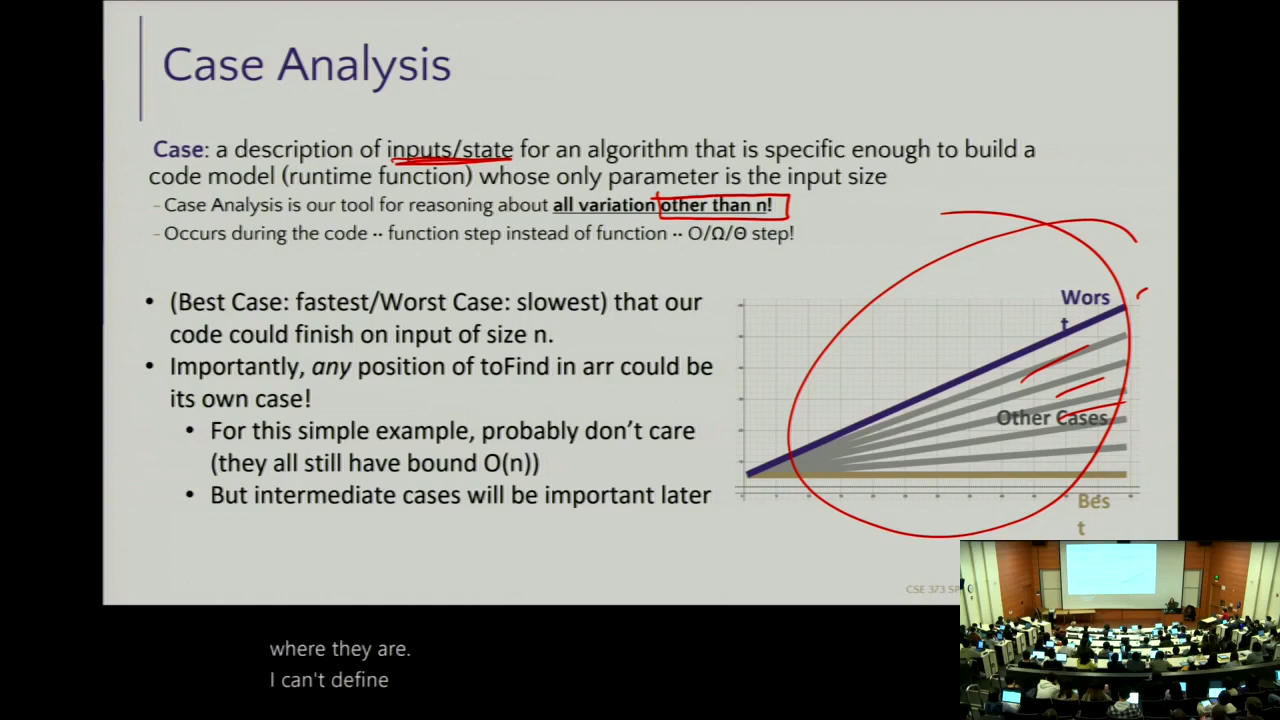 Case Analysis
Case: a description of inputs/state for an algorithm that is specific enough to build a
code model (runtime function) whose only parameter is the input size
- Case Analysis is our tool for reasoning about all variation other than n!
- Occurs during the code -- function step instead of function -- O/Ω/Θ step!
• (Best Case: fastest/Worst Case: slowest) that our
code could finish on input of size n.
• Importantly, any position of toFind in arr could be
its own case!
• For this simple example, probably don't care
(they all still have bound O(n))
• But intermediate cases will be important later
Wors
t
Other Cases
Bes
t
CSE 373
where they are.
I can't define